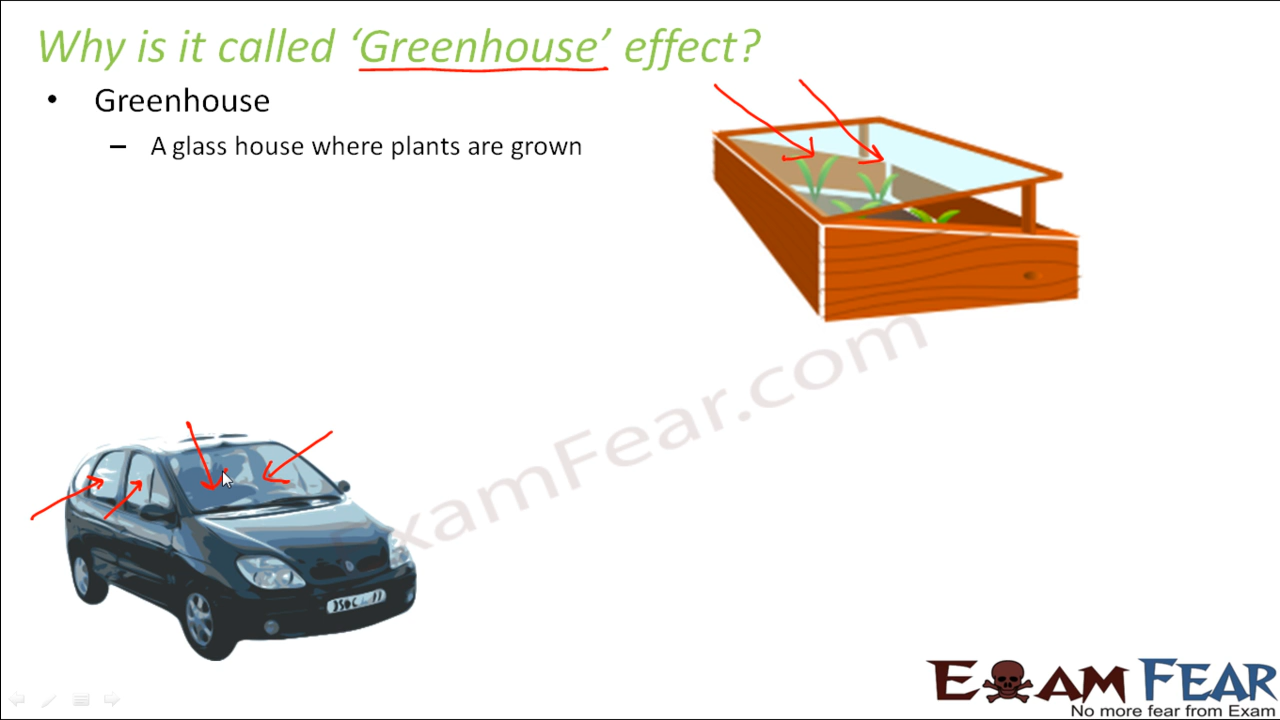 Why is it called ‘Greenhouse’ effect?
• Greenhouse
– A glass house where plants are grown
ExamFear.com
EXAM FEAR
No more fear from Exam